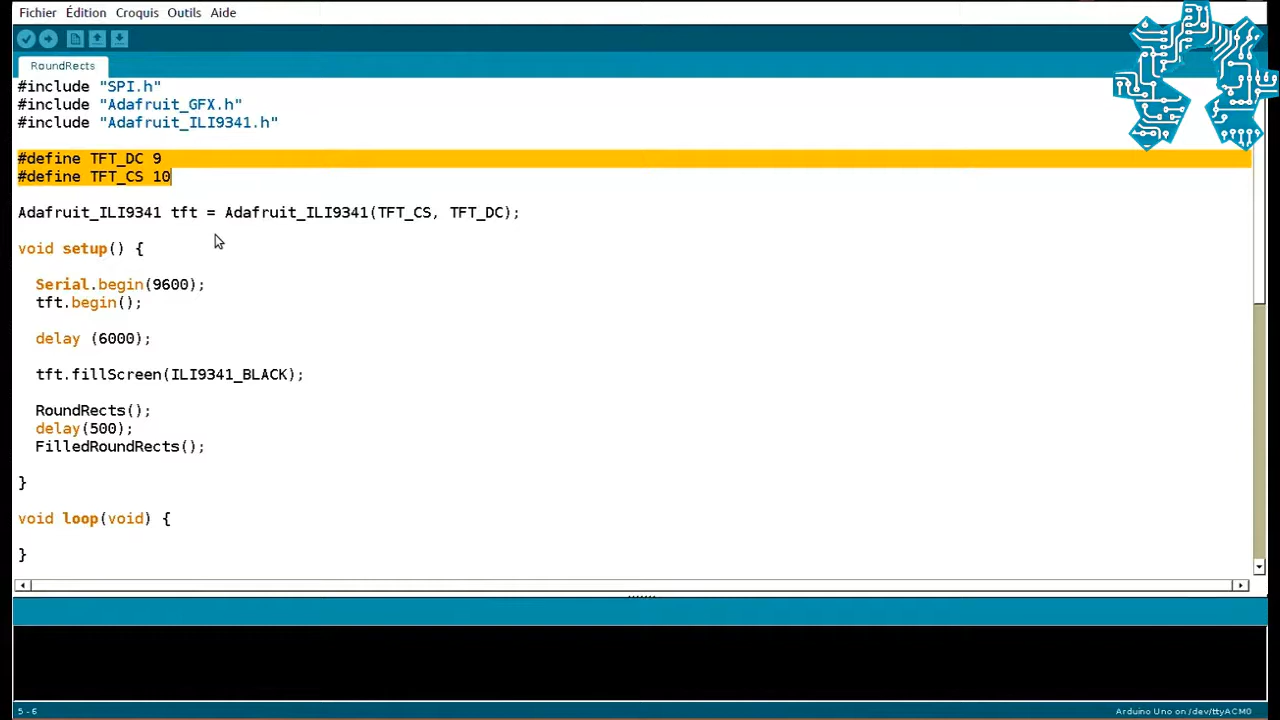 Fichier Édition Croquis Outils Aide
RoundRects
#include "SPI.h"
#include "Adafruit_GFX.h"
#include "Adafruit_ILI9341.h"
#define TFT_DC 9
#define TFT_CS 10
Adafruit_ILI9341 tft = Adafruit_ILI9341(TFT_CS, TFT_DC);
void setup() {
Serial.begin(9600);
tft.begin();
delay (6000);
tft.fillScreen(ILI9341_BLACK);
RoundRects();
delay(500);
FilledRoundRects();
}
void loop(void) {
}
5 - 6 Arduino Uno on /dev/ttyACM0